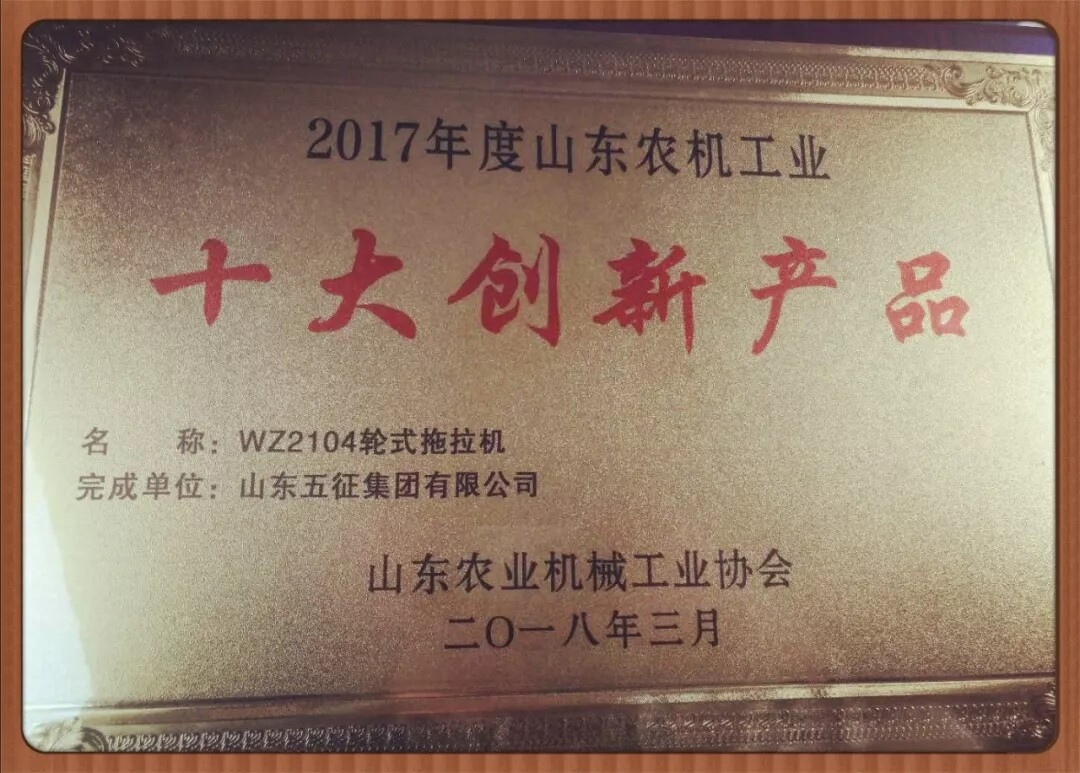 2017年度山东农机工业
十大创新产品
名 称：WZ2104轮式拖拉机
完成单位：山东五征集团有限公司
山东农业机械工业协会
二〇一八年三月